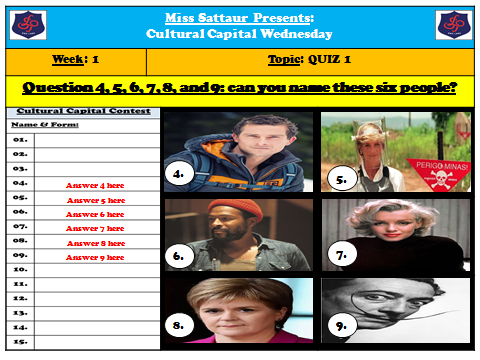 Miss Sattaur Presents:
Cultural Capital Wednesday
Week: 1
Topic: QUIZ 1
Question 4, 5, 6, 7, 8, and 9: can you name these six people?
Cultural Capital Contest
Name & Form:
01.
02.
03.
04. Answer 4 here
05. Answer 5 here
06. Answer 6 here
07. Answer 7 here
08. Answer 8 here
09. Answer 9 here
10.
11.
12.
13.
14.
15.
4.
5.
PERIGO MINAS!
6.
7.
8.
9.